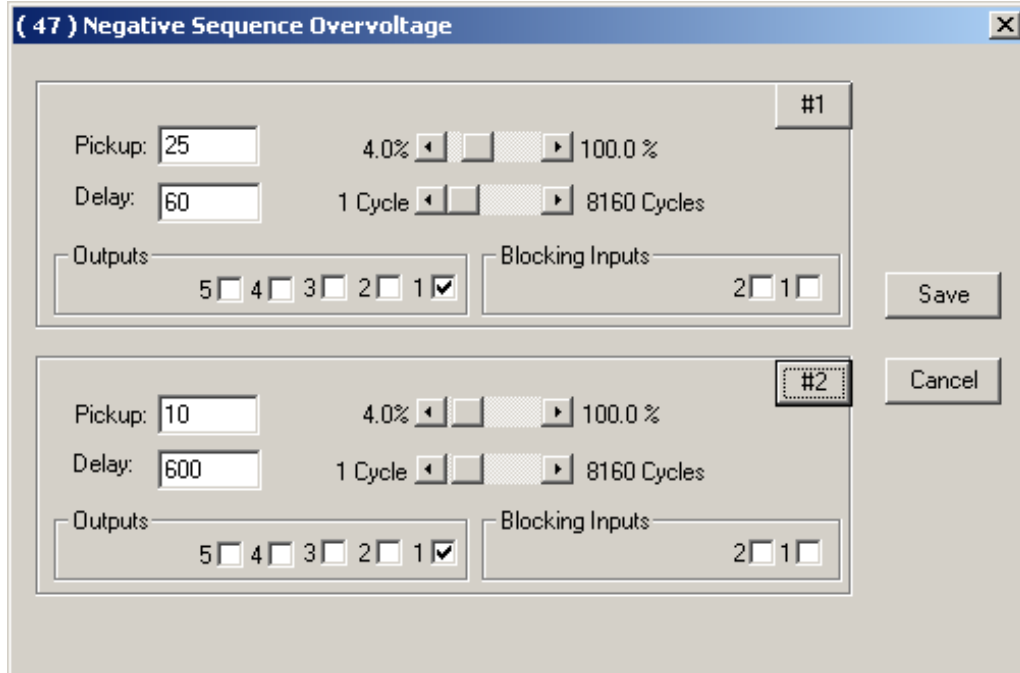 ( 47 ) Negative Sequence Overvoltage
#1
Pickup: 25 4.0% 100.0 %
Delay: 60 1 Cycle 8160 Cycles
Outputs Blocking Inputs
5 4 3 2 1 2 1
Save
#2
Cancel
Pickup: 10 4.0% 100.0 %
Delay: 600 1 Cycle 8160 Cycles
Outputs Blocking Inputs
5 4 3 2 1 2 1